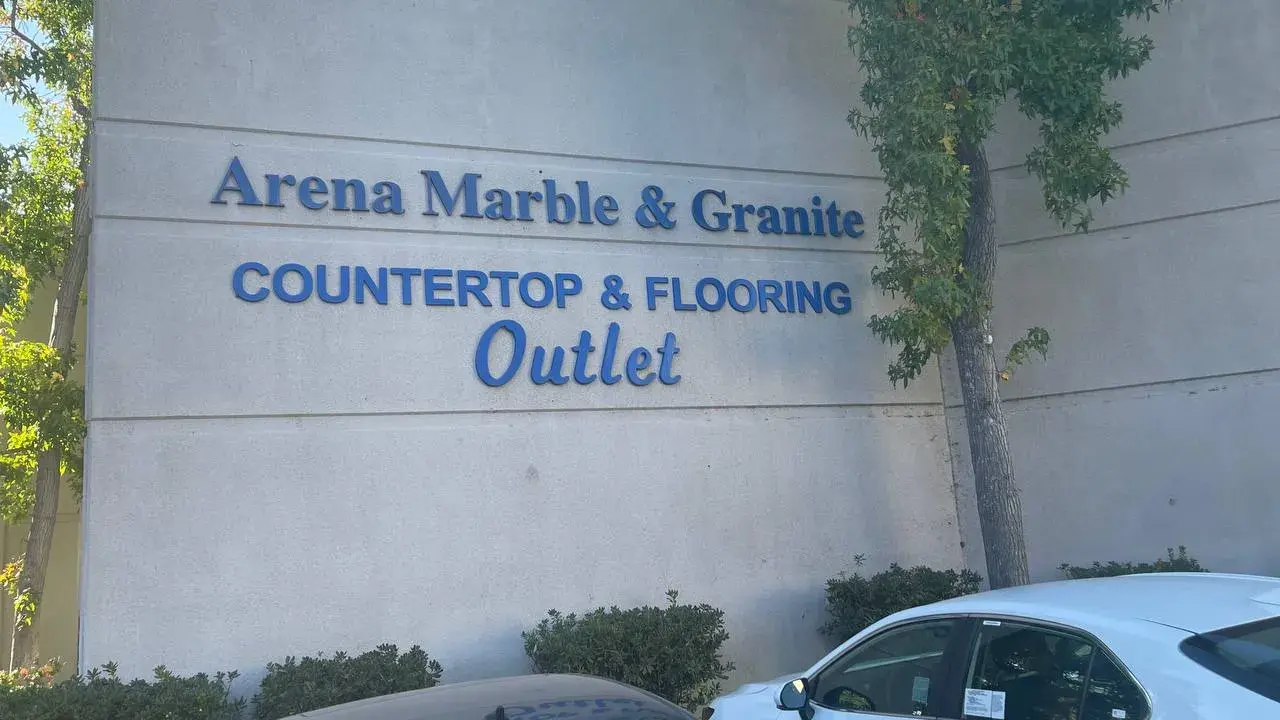 Arena Marble & Granite
COUNTERTOP & FLOORING
Outlet